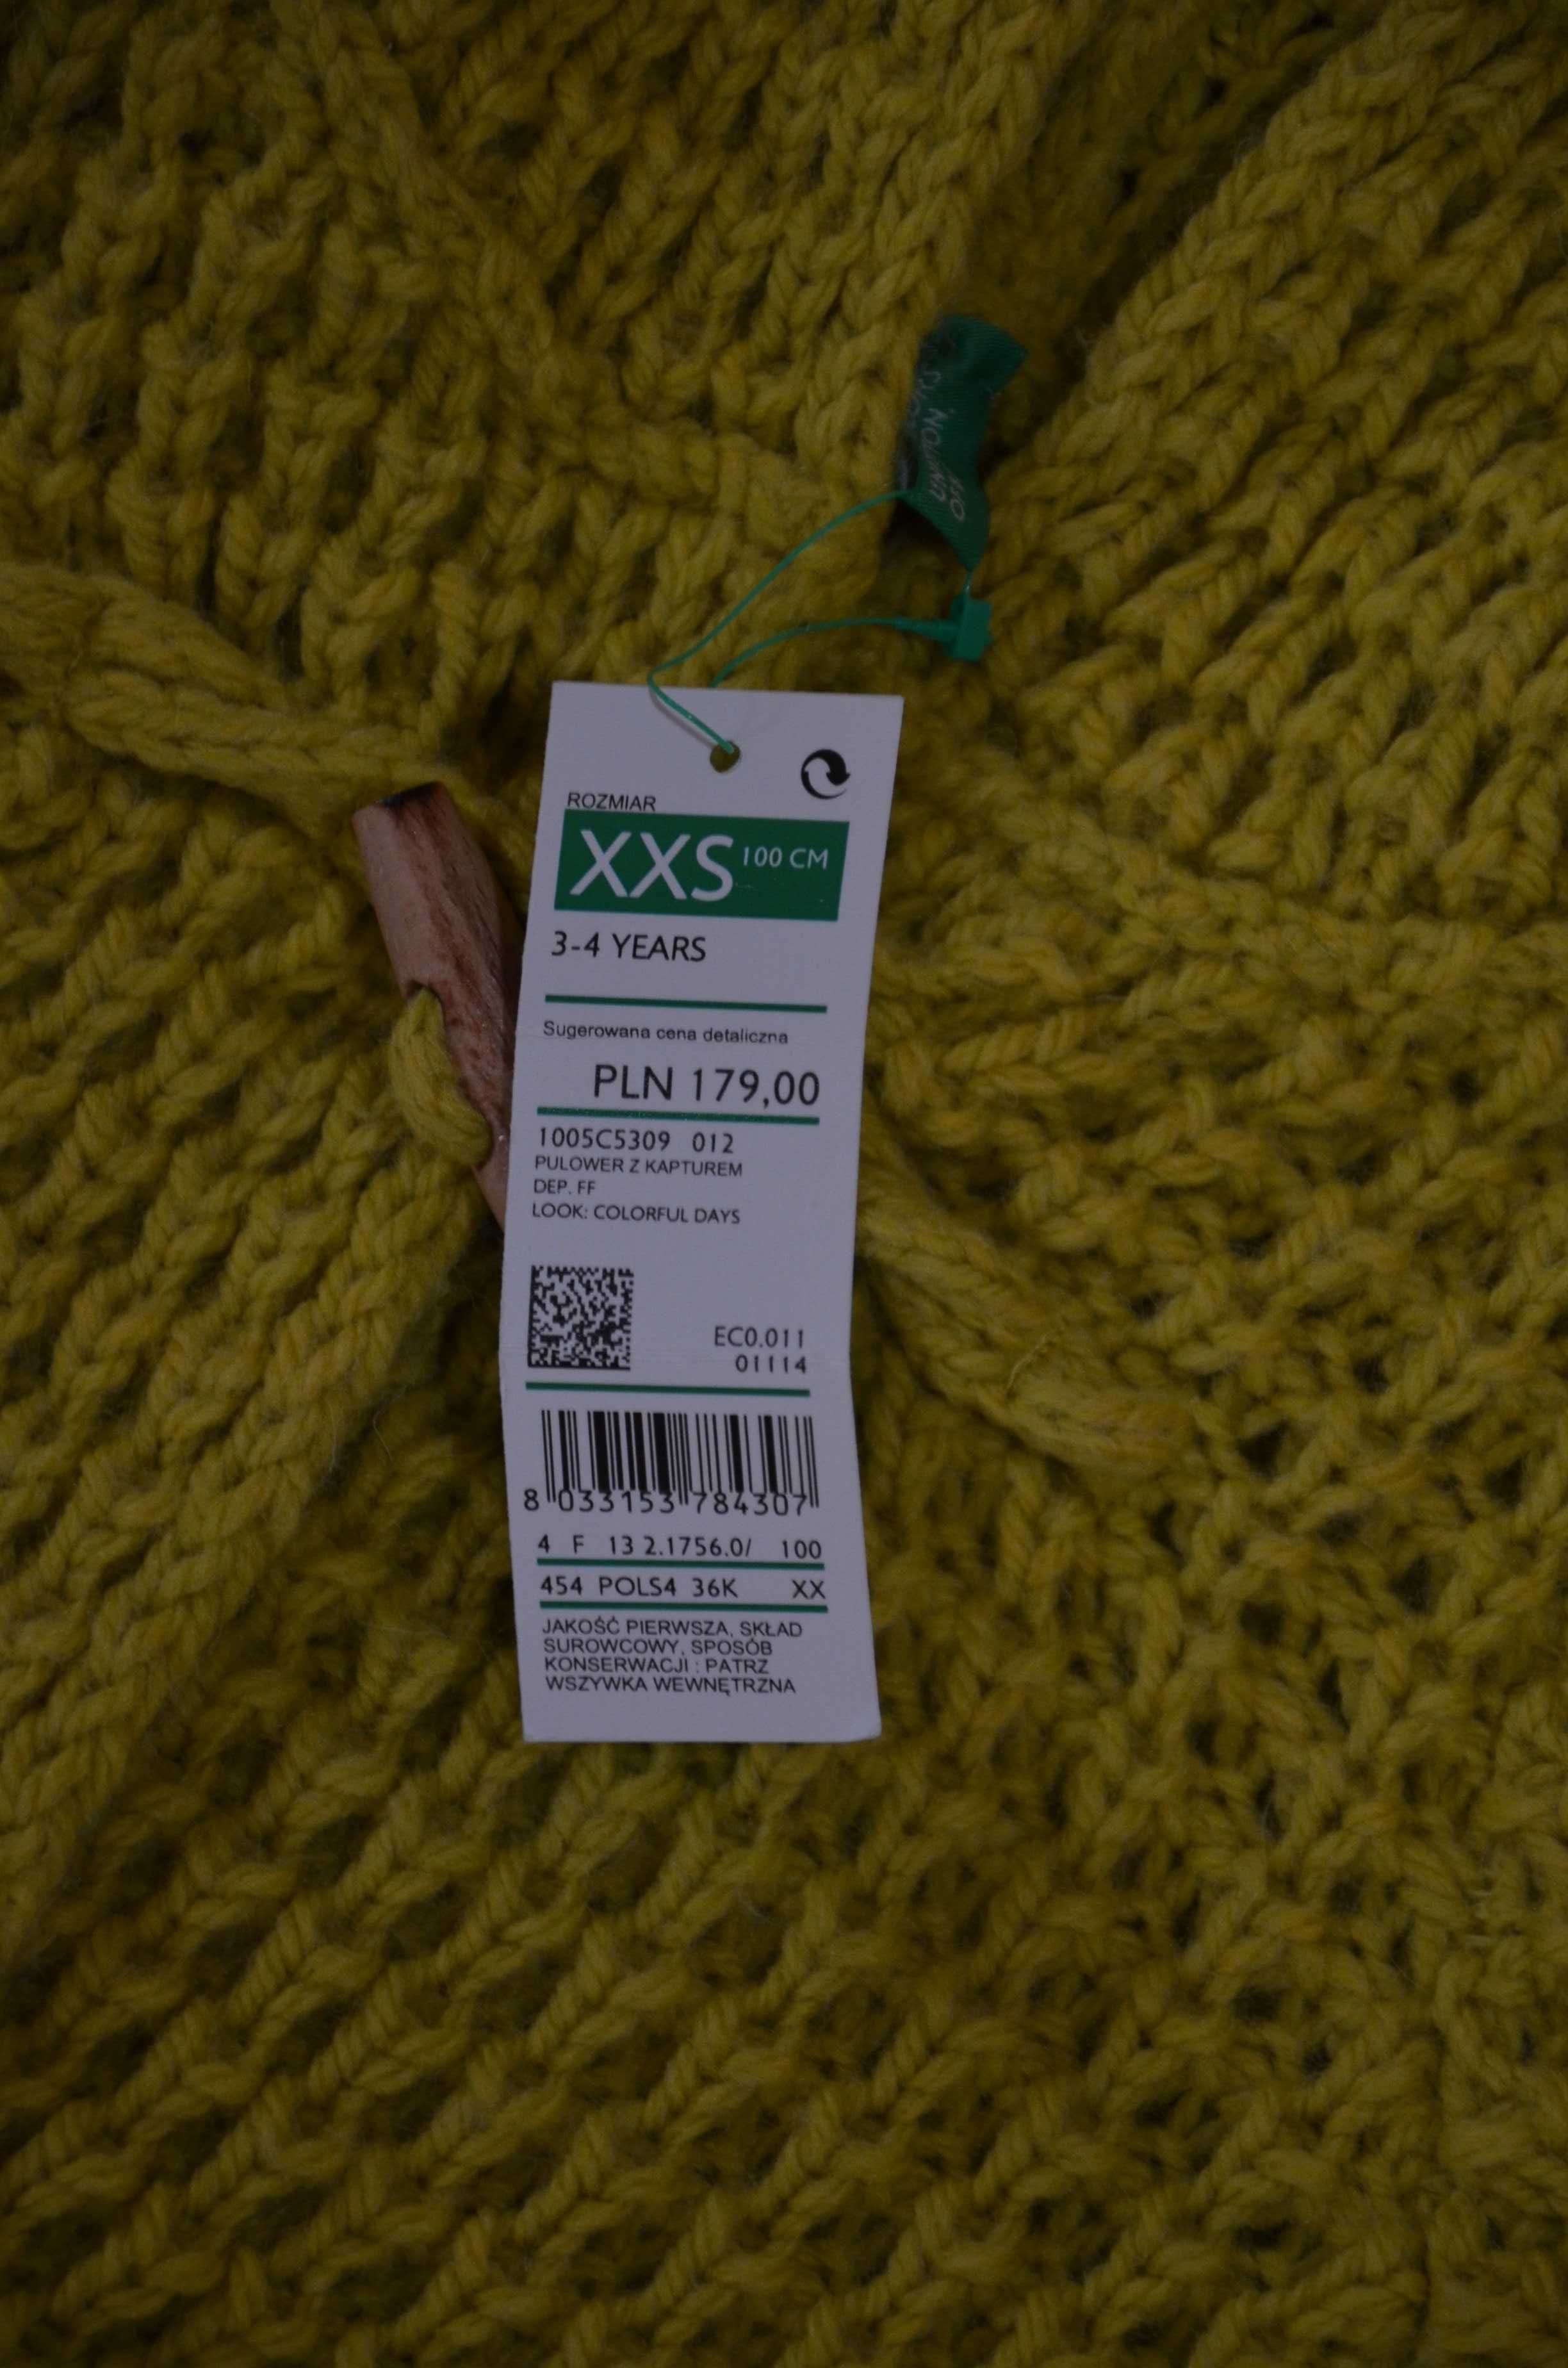 ROZMIAR
XXS 100 CM
3-4 YEARS
Sugerowana cena detaliczna
PLN 179,00
1005C5309 012
PULOWER Z KAPTUREM
DEP. FF
LOOK: COLORFUL DAYS
EC0.011
01114
8 033153 784307
4 F 13 2.1756.0/ 100
454 POLS4 36K XX
JAKOŚĆ PIERWSZA, SKŁAD
SUROWCOWY, SPOSÓB
KONSERWACJI : PATRZ
WSZYWKA WEWNĘTRZNA